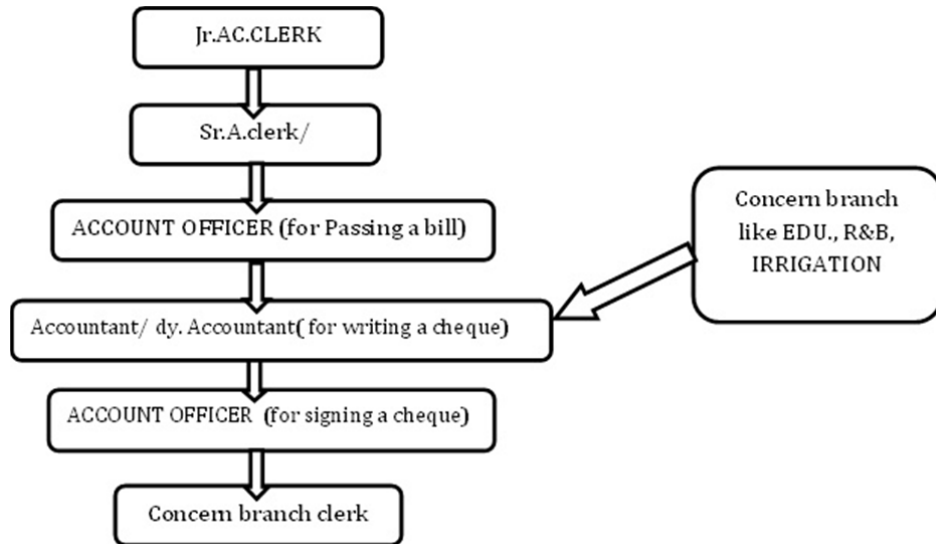 Jr.AC.CLERK
Sr.A.clerk/
ACCOUNT OFFICER (for Passing a bill)
Concern branch
like EDU., R&B,
IRRIGATION
Accountant/ dy. Accountant( for writing a cheque)
ACCOUNT OFFICER (for signing a cheque)
Concern branch clerk